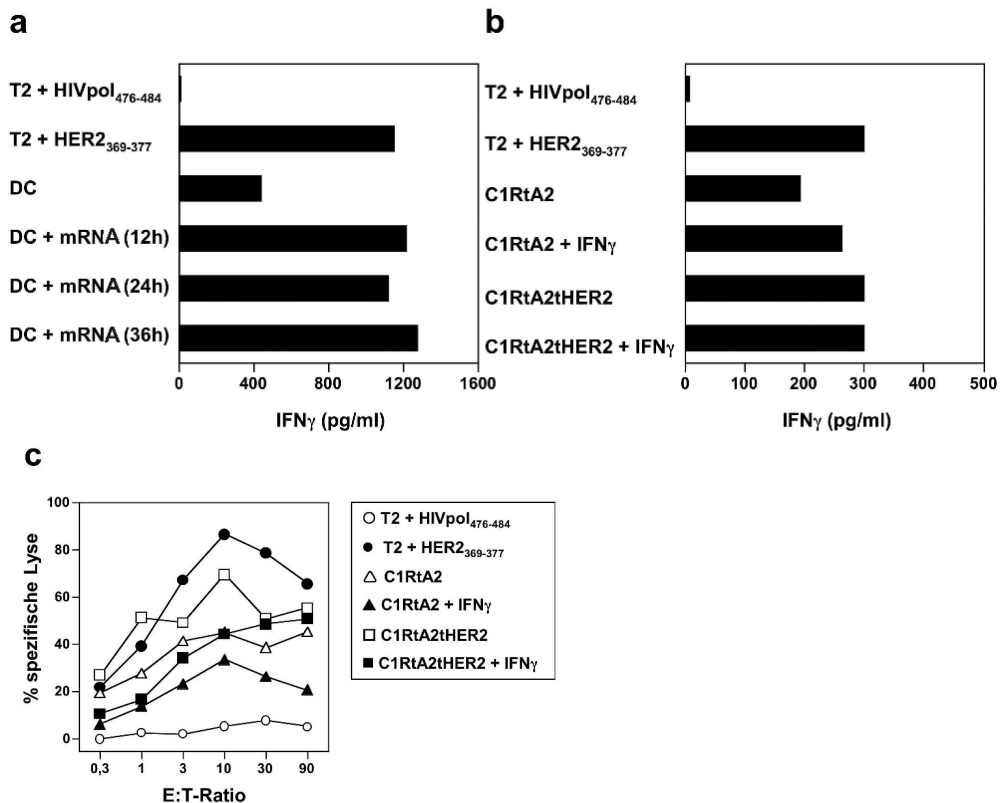 a
T2 + HIVpol476-484
T2 + HER2369-377
DC
DC + mRNA (12h)
DC + mRNA (24h)
DC + mRNA (36h)
0 400 800 1200 1600
IFNγ (pg/ml)
b
T2 + HIVpol476-484
T2 + HER2369-377
C1RtA2
C1RtA2 + IFNγ
C1RtA2tHER2
C1RtA2tHER2 + IFNγ
0 100 200 300 400 500
IFNγ (pg/ml)
c
% spezifische Lyse
100
80
60
40
20
0
0,3 1 3 10 30 90
E:T-Ratio
T2 + HIVpol476-484
T2 + HER2369-377
C1RtA2
C1RtA2 + IFNγ
C1RtA2tHER2
C1RtA2tHER2 + IFNγ